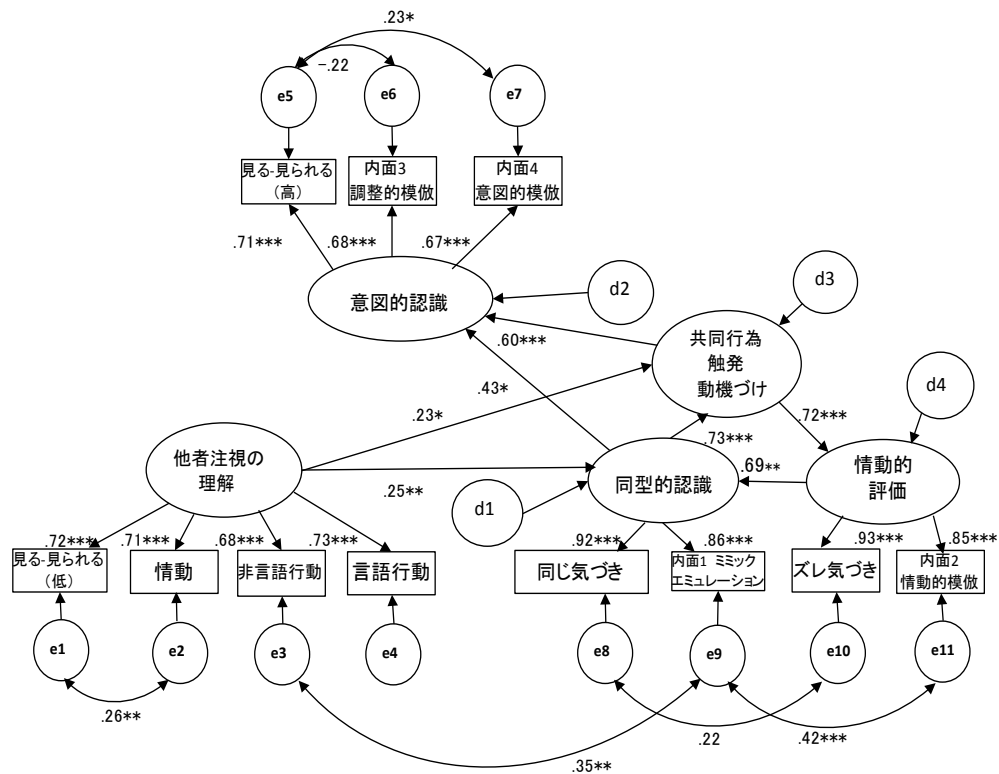 .23*
-.22
e5
e6
e7
見る-見られる
（高）
内面3
調整的模倣
内面4
意図的模倣
.71***
.68***
.67***
意図的認識
d2
d3
.60***
共同行為
触発
動機づけ
d4
.43*
.23*
.72***
.73***
他者注視の
理解
.25**
d1
同型的認識
.69**
情動的
評価
.72***
.71***
.68***
.73***
.92***
.86***
.93***
.85***
見る-見られる
（低）
情動
非言語行動
言語行動
同じ気づき
内面1 ミミック
エミュレーション
ズレ気づき
内面2
情動的模倣
e1
e2
e3
e4
e8
e9
e10
e11
.26**
.22
.42***
.35**